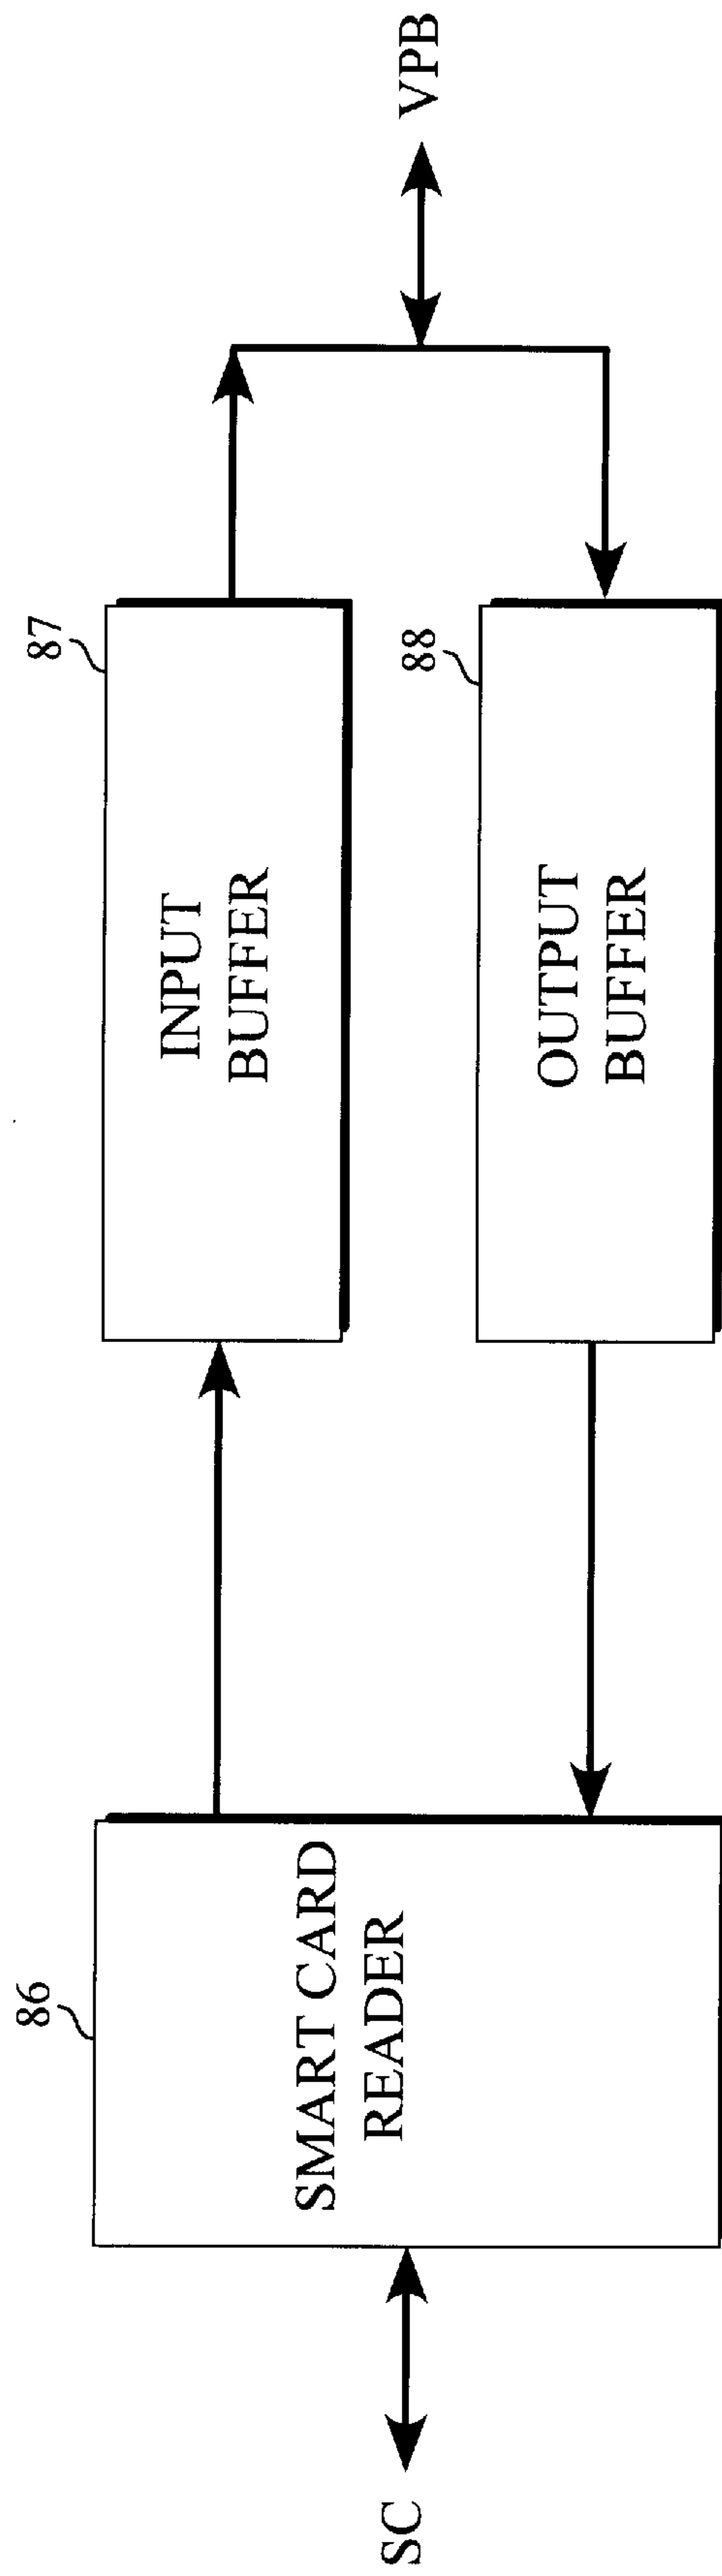 86
SMART CARD
READER
87
INPUT
BUFFER
88
OUTPUT
BUFFER
SC
VPB